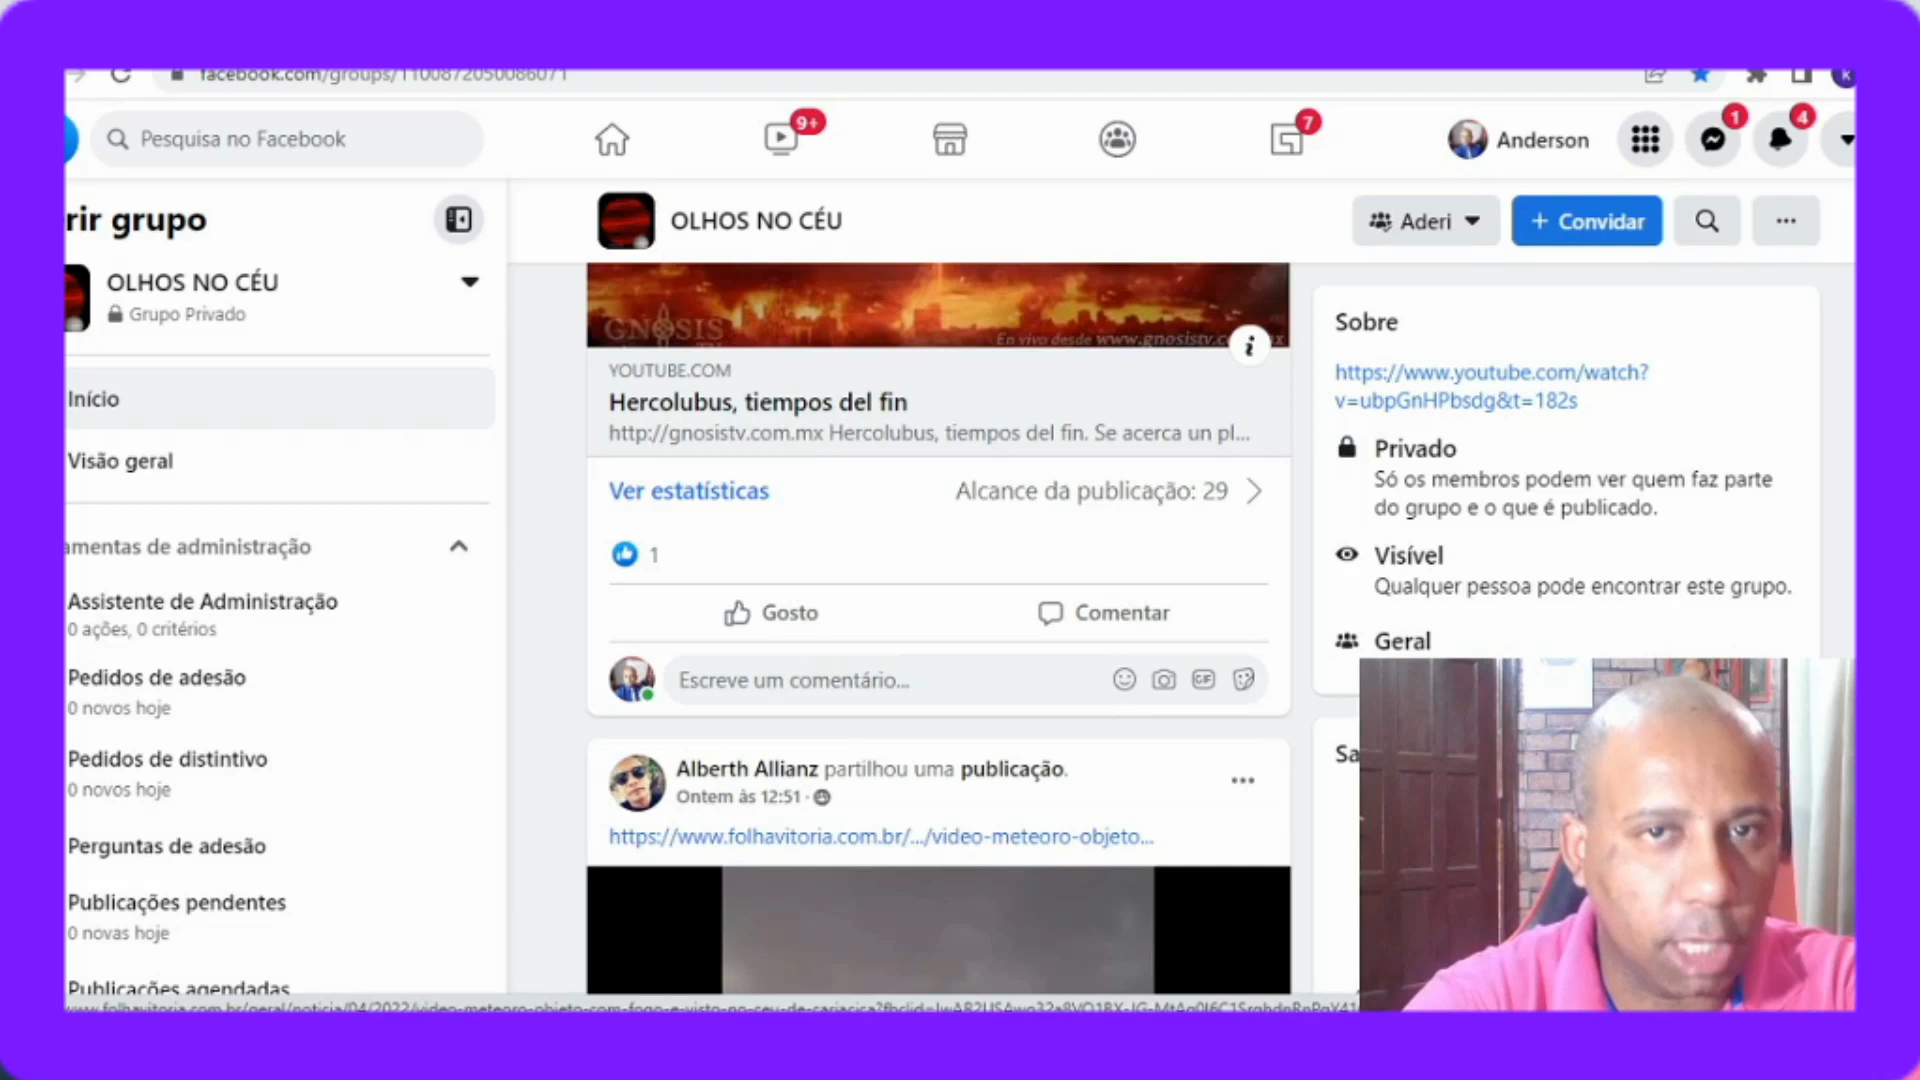 facebook.com/groups/1100872050086071
Pesquisa no Facebook
9+
7
Anderson
1
4
rir grupo
OLHOS NO CÉU
Grupo Privado
Início
Visão geral
amentas de administração
Assistente de Administração
0 ações, 0 critérios
Pedidos de adesão
0 novos hoje
Pedidos de distintivo
0 novos hoje
Perguntas de adesão
Publicações pendentes
0 novas hoje
Publicações agendadas
OLHOS NO CÉU
Aderi
+ Convidar
GNOSIS
En vivo desde www.gnosistv.c
YOUTUBE.COM
Hercolubus, tiempos del fin
http://gnosistv.com.mx Hercolubus, tiempos del fin. Se acerca un pl...
Ver estatísticas
Alcance da publicação: 29
1
Gosto
Comentar
Escreve um comentário...
GIF
Alberth Allianz partilhou uma publicação.
Ontem às 12:51 ·
https://www.folhavitoria.com.br/.../video-meteoro-objeto...
Sobre
https://www.youtube.com/watch?
v=ubpGnHPbsdg&t=182s
Privado
Só os membros podem ver quem faz parte
do grupo e o que é publicado.
Visível
Qualquer pessoa pode encontrar este grupo.
Geral
Sa